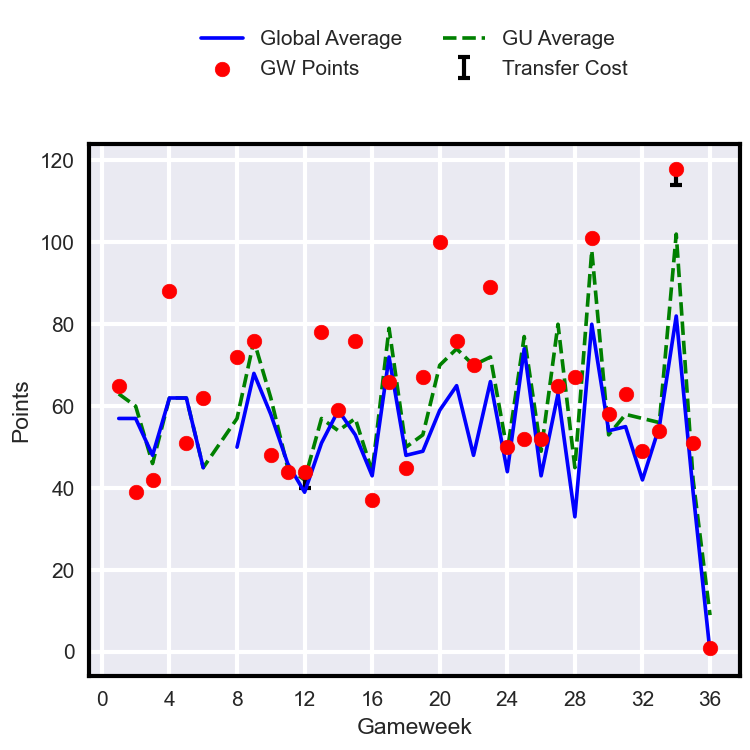 Global Average
GU Average
GW Points
Transfer Cost
Points
120
100
80
60
40
20
0
0 4 8 12 16 20 24 28 32 36
Gameweek